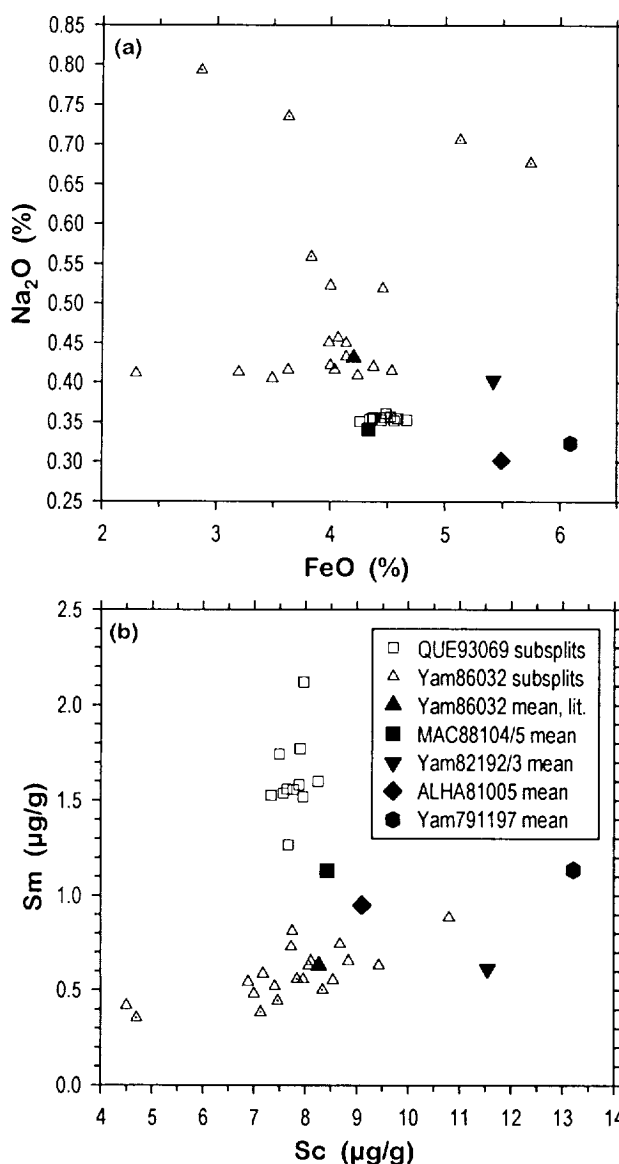 (a)
0.85
0.80
0.75
0.70
0.65
0.60
0.55
0.50
0.45
0.40
0.35
0.30
0.25
Na₂O (%)
2 3 4 5 6
FeO (%)
(b)
2.5
2.0
1.5
1.0
0.5
0.0
Sm (µg/g)
QUE93069 subsplits
Yam86032 subsplits
Yam86032 mean, lit.
MAC88104/5 mean
Yam82192/3 mean
ALHA81005 mean
Yam791197 mean
4 5 6 7 8 9 10 11 12 13 14
Sc (µg/g)